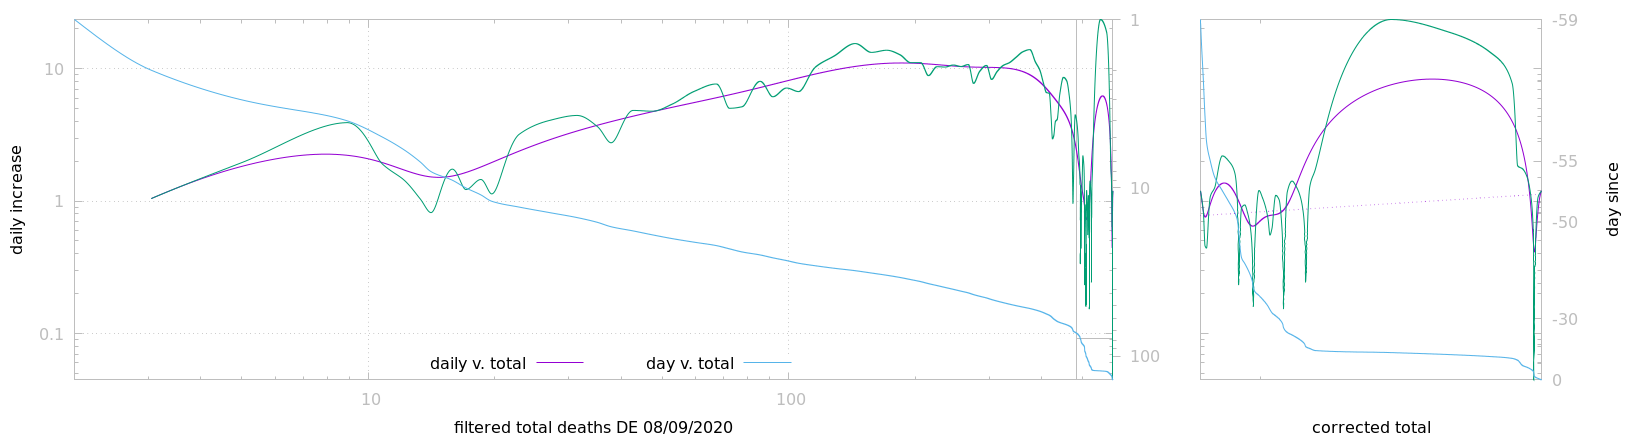 daily increase
10
1
0.1
daily v. total
day v. total
10
100
filtered total deaths DE 08/09/2020
1
10
100
-59
-55
-50
-30
0
day since
corrected total